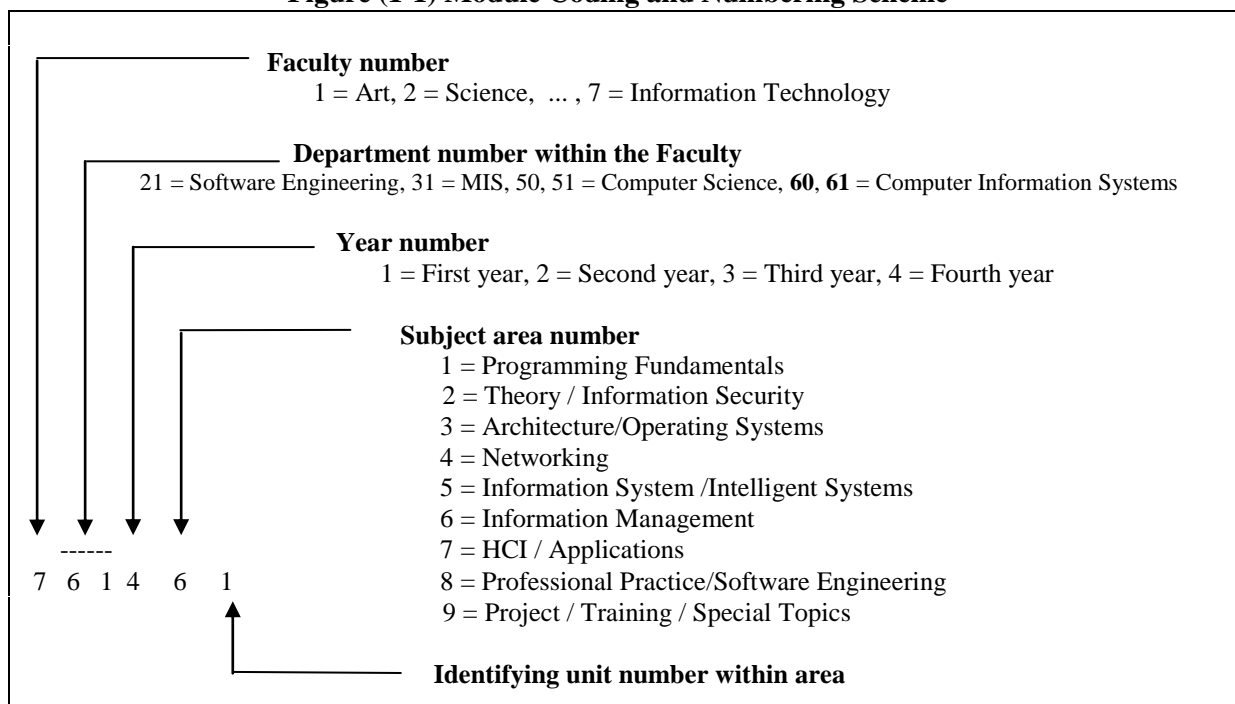 Figure (1-1) Module Coding and Numbering Scheme
Faculty number
1 = Art, 2 = Science, ... , 7 = Information Technology
Department number within the Faculty
21 = Software Engineering, 31 = MIS, 50, 51 = Computer Science, 60, 61 = Computer Information Systems
Year number
1 = First year, 2 = Second year, 3 = Third year, 4 = Fourth year
Subject area number
1 = Programming Fundamentals
2 = Theory / Information Security
3 = Architecture/Operating Systems
4 = Networking
5 = Information System /Intelligent Systems
6 = Information Management
7 = HCI / Applications
8 = Professional Practice/Software Engineering
9 = Project / Training / Special Topics
------
7 6 1 4 6 1
Identifying unit number within area